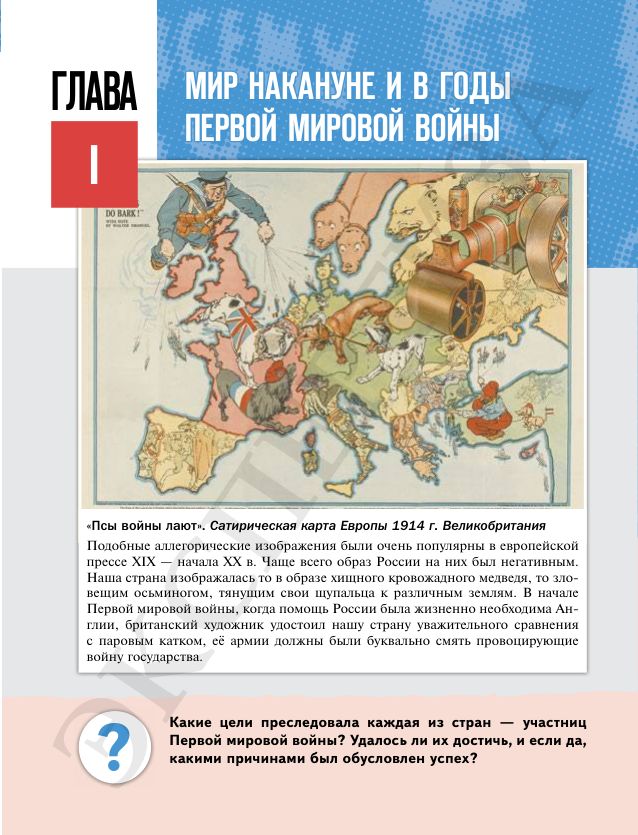 ГЛАВА
I
МИР НАКАНУНЕ И В ГОДЫ
ПЕРВОЙ МИРОВОЙ ВОЙНЫ
DO BARK!"
«Псы войны лают». Сатирическая карта Европы 1914 г. Великобритания
Подобные аллегорические изображения были очень популярны в европейской
прессе XIX — начала XX в. Чаще всего образ России на них был негативным.
Наша страна изображалась то в образе хищного кровожадного медведя, то зло-
вещим осьминогом, тянущим свои щупальца к различным землям. В начале
Первой мировой войны, когда помощь России была жизненно необходима Ан-
глии, британский художник удостоил нашу страну уважительного сравнения
с паровым катком, её армии должны были буквально смять провоцирующие
войну государства.
?
Какие цели преследовала каждая из стран — участниц
Первой мировой войны? Удалось ли их достичь, и если да,
какими причинами был обусловлен успех?